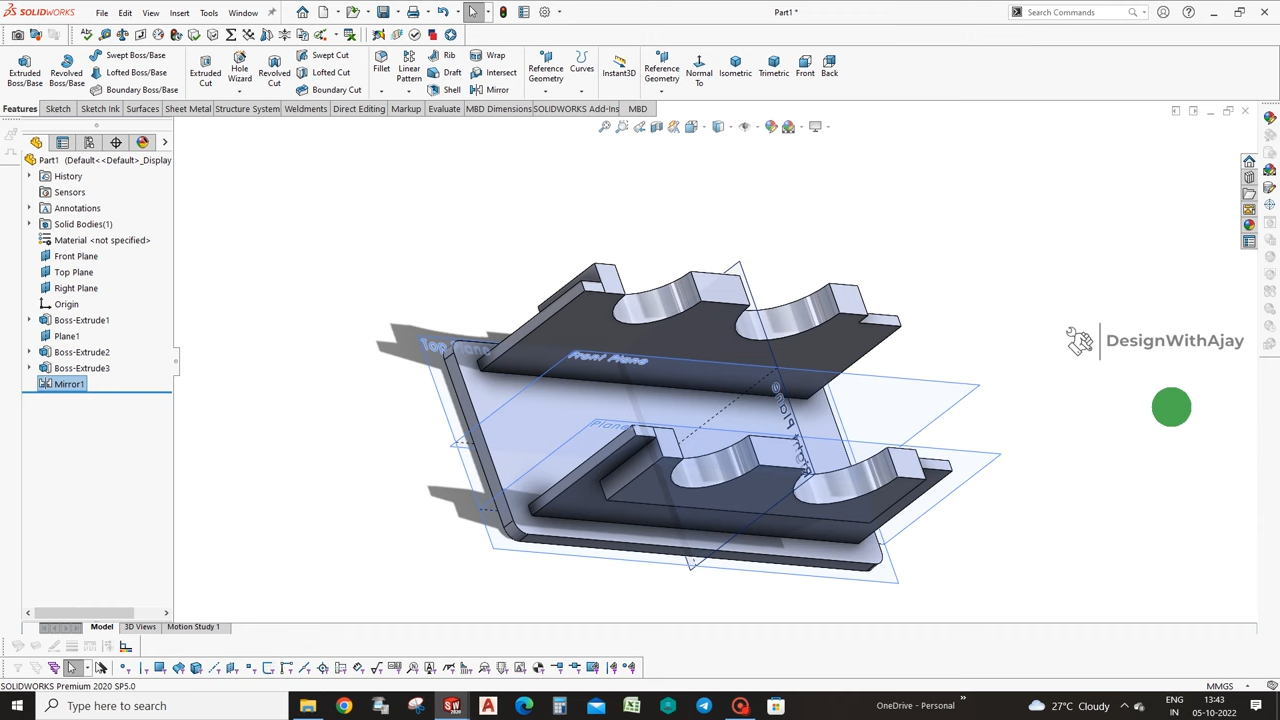 SOLIDWORKS File Edit View Insert Tools Window Part1 * Search Commands
Extruded Boss/Base Revolved Boss/Base Swept Boss/Base Lofted Boss/Base Boundary Boss/Base Extruded Cut Hole Wizard Revolved Cut Swept Cut Lofted Cut Boundary Cut Fillet Linear Pattern Rib Draft Shell Wrap Intersect Mirror Reference Geometry Curves Instant3D Reference Geometry Normal To Isometric Trimetric Front Back
Features Sketch Sketch Ink Surfaces Sheet Metal Structure System Weldments Direct Editing Markup Evaluate MBD Dimensions SOLIDWORKS Add-Ins MBD
Part1 (Default<<Default>_Display
History
Sensors
Annotations
Solid Bodies(1)
Material <not specified>
Front Plane
Top Plane
Right Plane
Origin
Boss-Extrude1
Plane1
Boss-Extrude2
Boss-Extrude3
Mirror1
Top Plane
Front Plane
DesignWithAjay
Model 3D Views Motion Study 1
SOLIDWORKS Premium 2020 SP5.0 MMGS
Type here to search OneDrive - Personal 27°C Cloudy ENG IN 13:43 05-10-2022